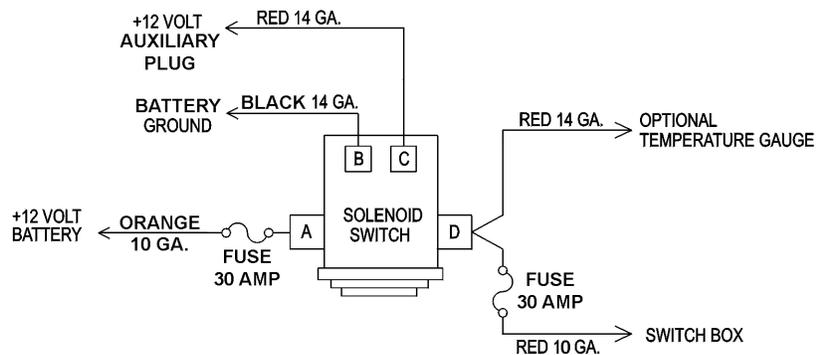 +12 VOLT
AUXILIARY
PLUG
RED 14 GA.
BATTERY
GROUND
BLACK 14 GA.
B
C
RED 14 GA.
OPTIONAL
TEMPERATURE GAUGE
+12 VOLT
BATTERY
ORANGE
10 GA.
FUSE
30 AMP
A
SOLENOID
SWITCH
D
FUSE
30 AMP
RED 10 GA.
SWITCH BOX